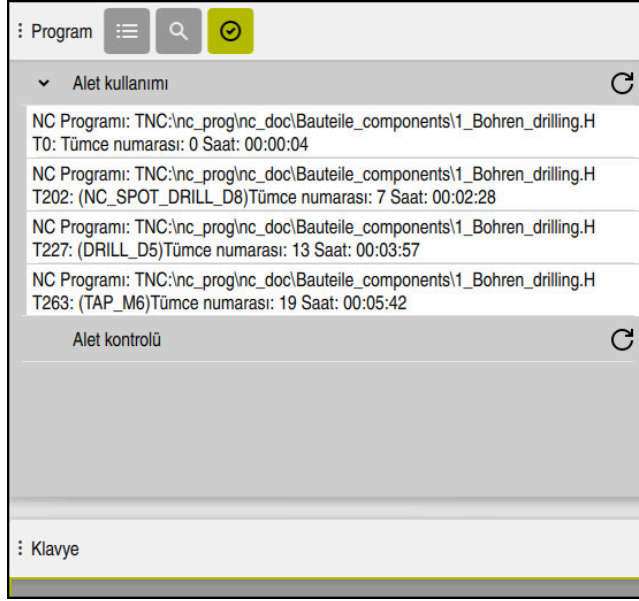 Program
Alet kullanımı
NC Programı: TNC:\nc_prog\nc_doc\Bauteile_components\1_Bohren_drilling.H
T0: Tümce numarası: 0 Saat: 00:00:04
NC Programı: TNC:\nc_prog\nc_doc\Bauteile_components\1_Bohren_drilling.H
T202: (NC_SPOT_DRILL_D8)Tümce numarası: 7 Saat: 00:02:28
NC Programı: TNC:\nc_prog\nc_doc\Bauteile_components\1_Bohren_drilling.H
T227: (DRILL_D5)Tümce numarası: 13 Saat: 00:03:57
NC Programı: TNC:\nc_prog\nc_doc\Bauteile_components\1_Bohren_drilling.H
T263: (TAP_M6)Tümce numarası: 19 Saat: 00:05:42
Alet kontrolü
Klavye